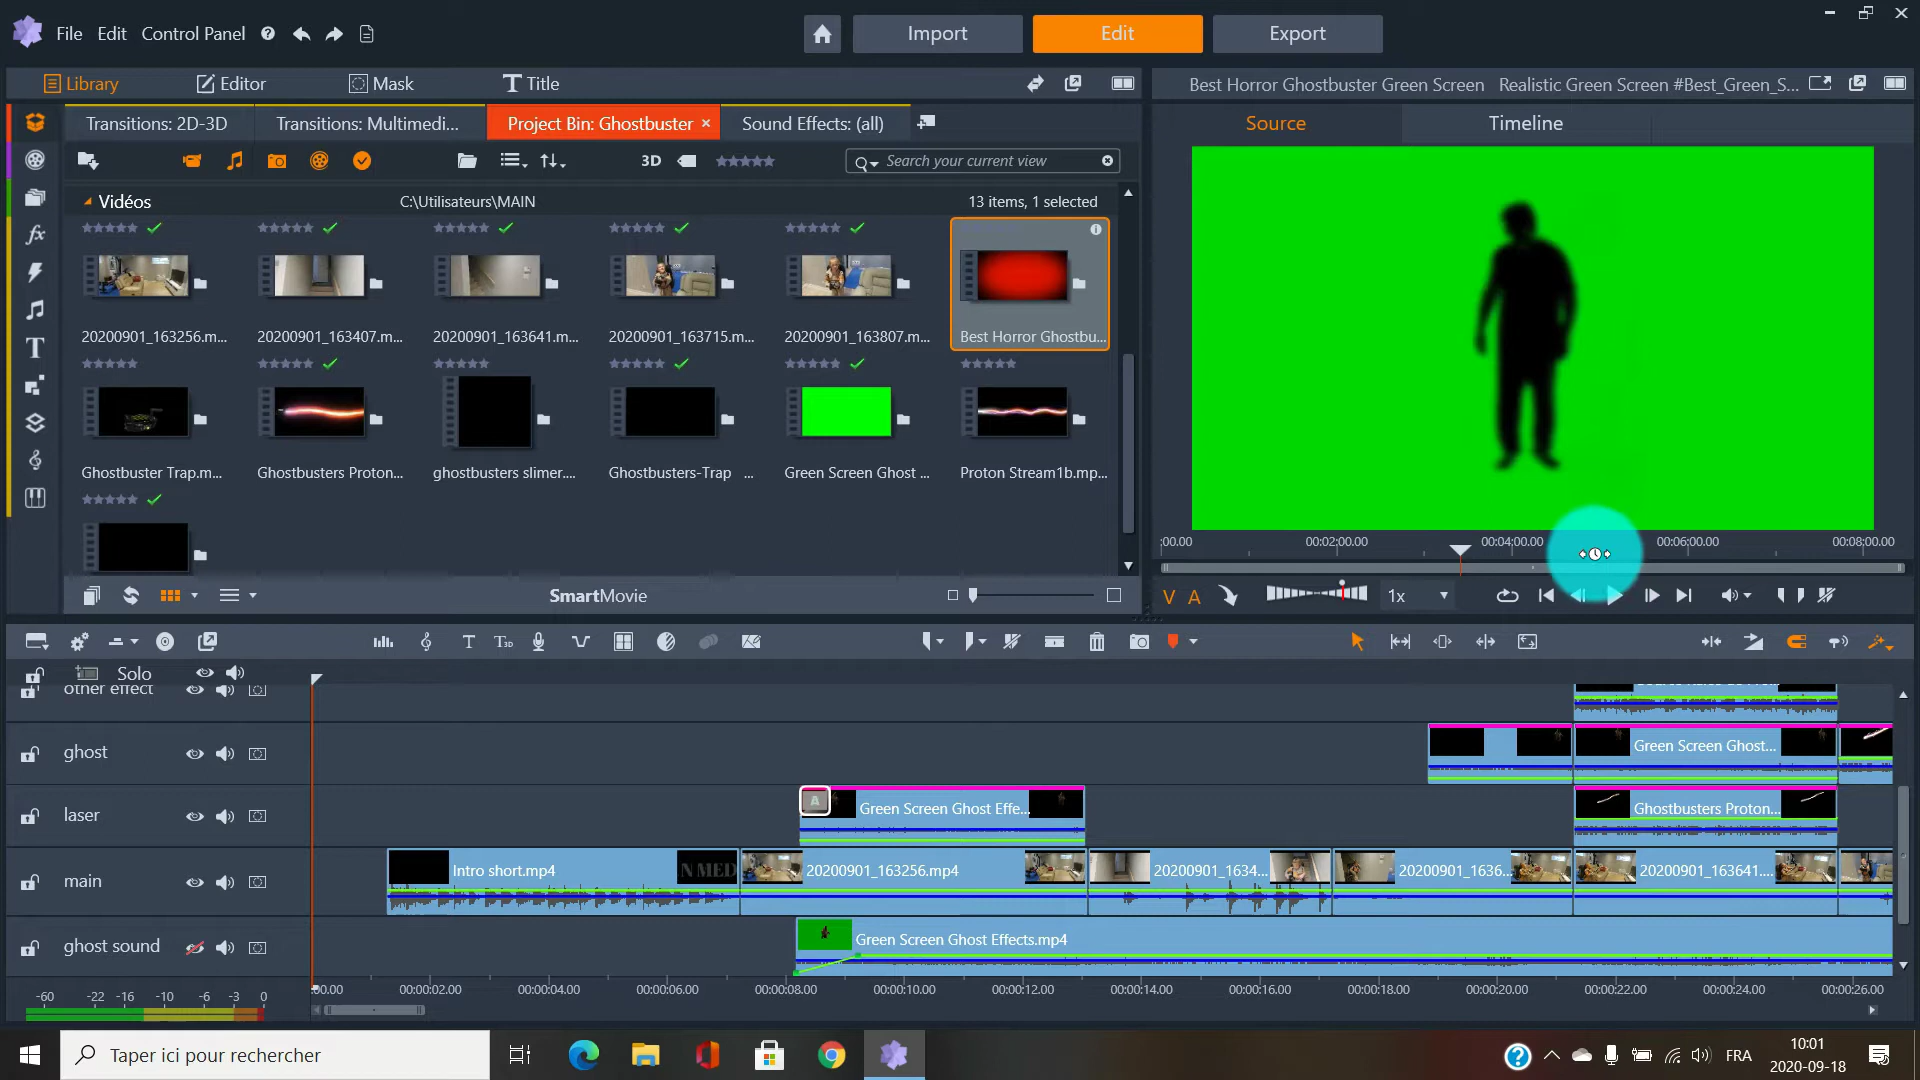 File Edit Control Panel
Import Edit Export
Library Editor Mask Title
Best Horror Ghostbuster Green Screen Realistic Green Screen #Best_Green_S...
Transitions: 2D-3D Transitions: Multimedi... Project Bin: Ghostbuster × Sound Effects: (all)
Source Timeline
3D Search your current view
Vidéos C:\Utilisateurs\MAIN 13 items, 1 selected
20200901_163256.m... 20200901_163407.m... 20200901_163641.m... 20200901_163715.m... 20200901_163807.m... Best Horror Ghostbu...
Ghostbuster Trap.m... Ghostbusters Proton... ghostbusters slimer.... Ghostbusters-Trap ... Green Screen Ghost ... Proton Stream1b.mp...
;00.00 00:02:00.00 00:04:00.00 00:06:00.00 00:08:00.00
SmartMovie
V A 1x
Solo
other effect
ghost Green Screen Ghost...
laser A Green Screen Ghost Effe... Ghostbusters Proton...
main Intro short.mp4 N MED 20200901_163256.mp4 20200901_1634... 20200901_1636... 20200901_163641....
ghost sound Green Screen Ghost Effects.mp4
:00.00 00:00:02.00 00:00:04.00 00:00:06.00 00:00:08.00 00:00:10.00 00:00:12.00 00:00:14.00 00:00:16.00 00:00:18.00 00:00:20.00 00:00:22.00 00:00:24.00 00:00:26.00
-60 -22 -16 -10 -6 -3 0
Taper ici pour rechercher
FRA
10:01
2020-09-18